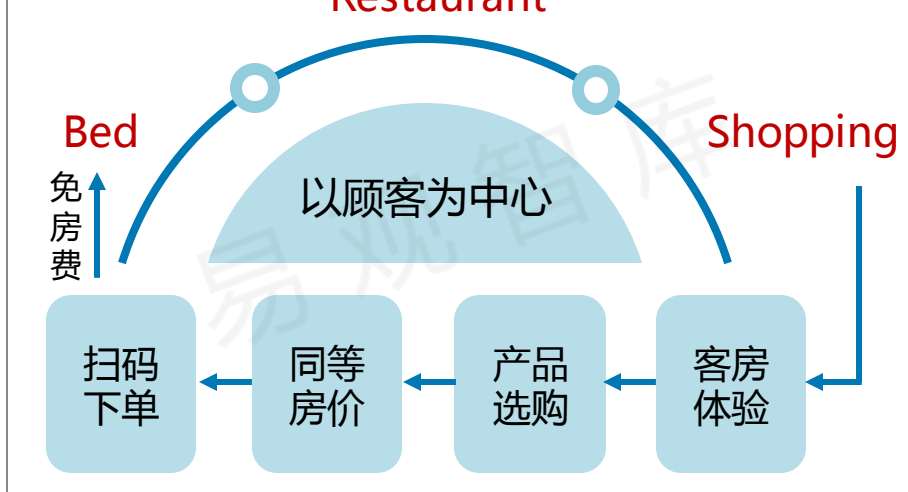 Restaurant
Bed
Shopping
免
房
费
以顾客为中心
扫码
下单
同等
房价
产品
选购
客房
体验
易观智库